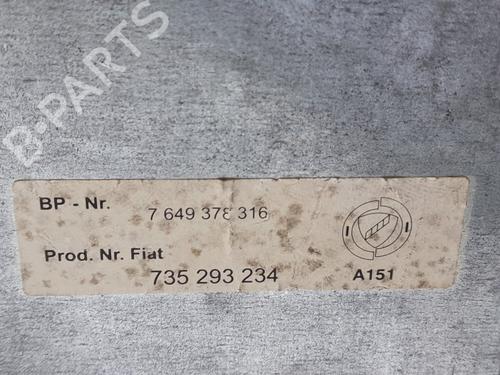 B-PARTS
BP - Nr. 7 649 378 316
Prod. Nr. Fiat 735 293 234
A151